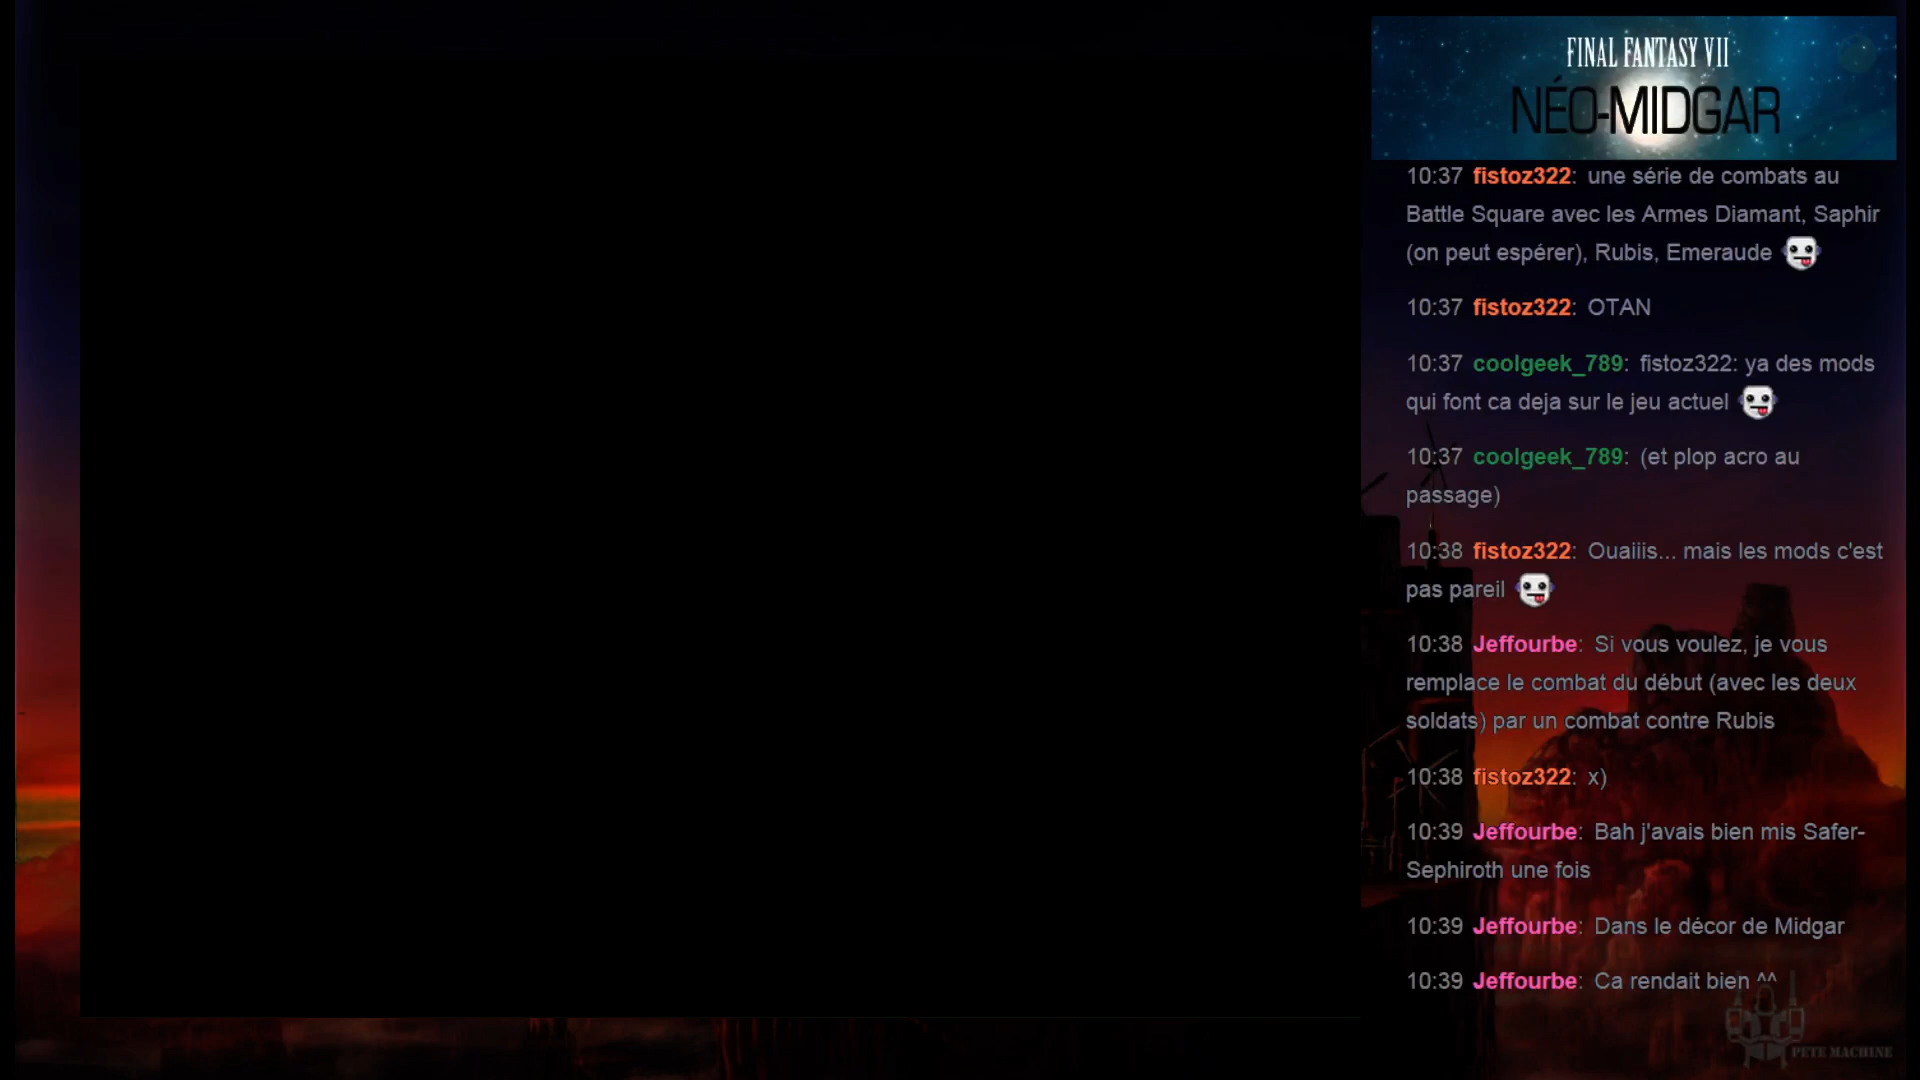 FINAL FANTASY VII
NÉO-MIDGAR
10:37 fistoz322: une série de combats au
Battle Square avec les Armes Diamant, Saphir
(on peut espérer), Rubis, Emeraude
10:37 fistoz322: OTAN
10:37 coolgeek_789: fistoz322: ya des mods
qui font ca deja sur le jeu actuel
10:37 coolgeek_789: (et plop acro au
passage)
10:38 fistoz322: Ouaiiis... mais les mods c'est
pas pareil
10:38 Jeffourbe: Si vous voulez, je vous
remplace le combat du début (avec les deux
soldats) par un combat contre Rubis
10:38 fistoz322: x)
10:39 Jeffourbe: Bah j'avais bien mis Safer-
Sephiroth une fois
10:39 Jeffourbe: Dans le décor de Midgar
10:39 Jeffourbe: Ca rendait bien ^^
PETE MACHINE